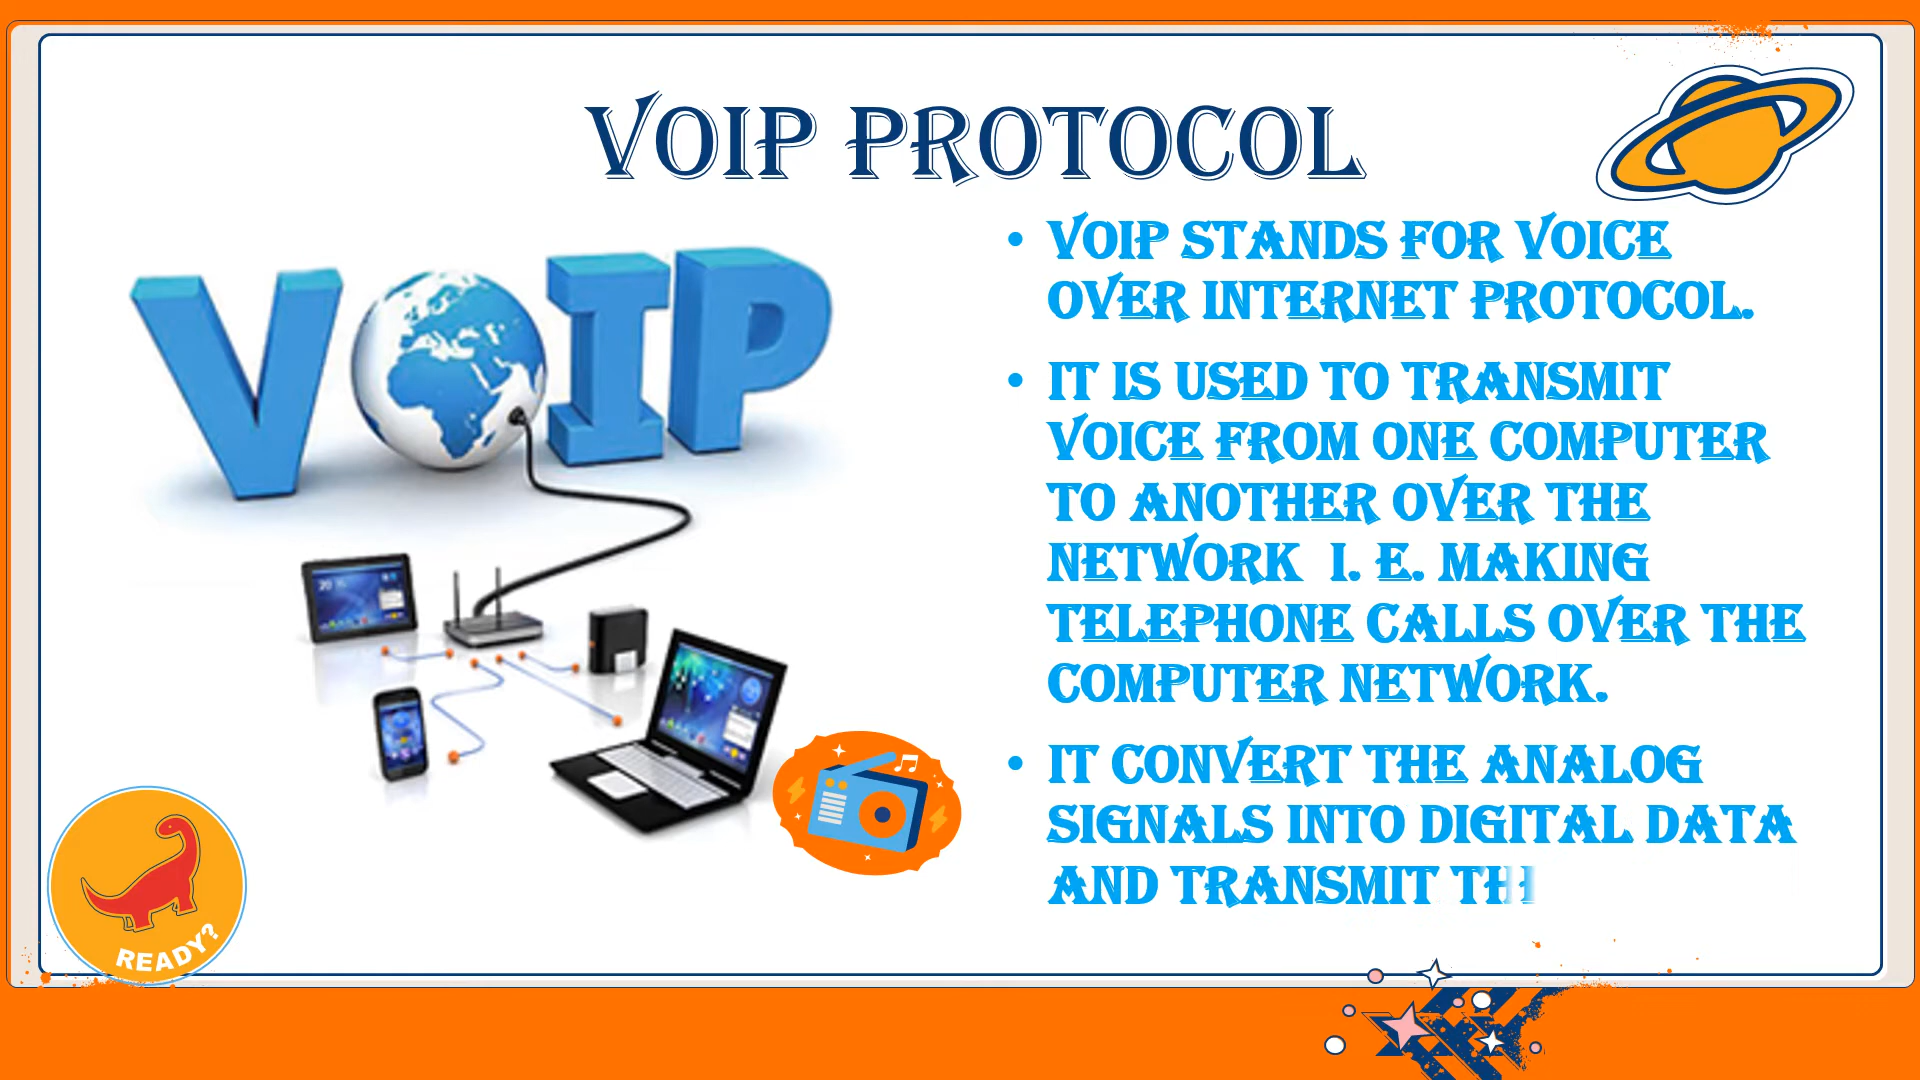 VOIP PROTOCOL
VOIP
• VOIP STANDS FOR VOICE
OVER INTERNET PROTOCOL.
• IT IS USED TO TRANSMIT
VOICE FROM ONE COMPUTER
TO ANOTHER OVER THE
NETWORK I. E. MAKING
TELEPHONE CALLS OVER THE
COMPUTER NETWORK.
• IT CONVERT THE ANALOG
SIGNALS INTO DIGITAL DATA
AND TRANSMIT
READY?